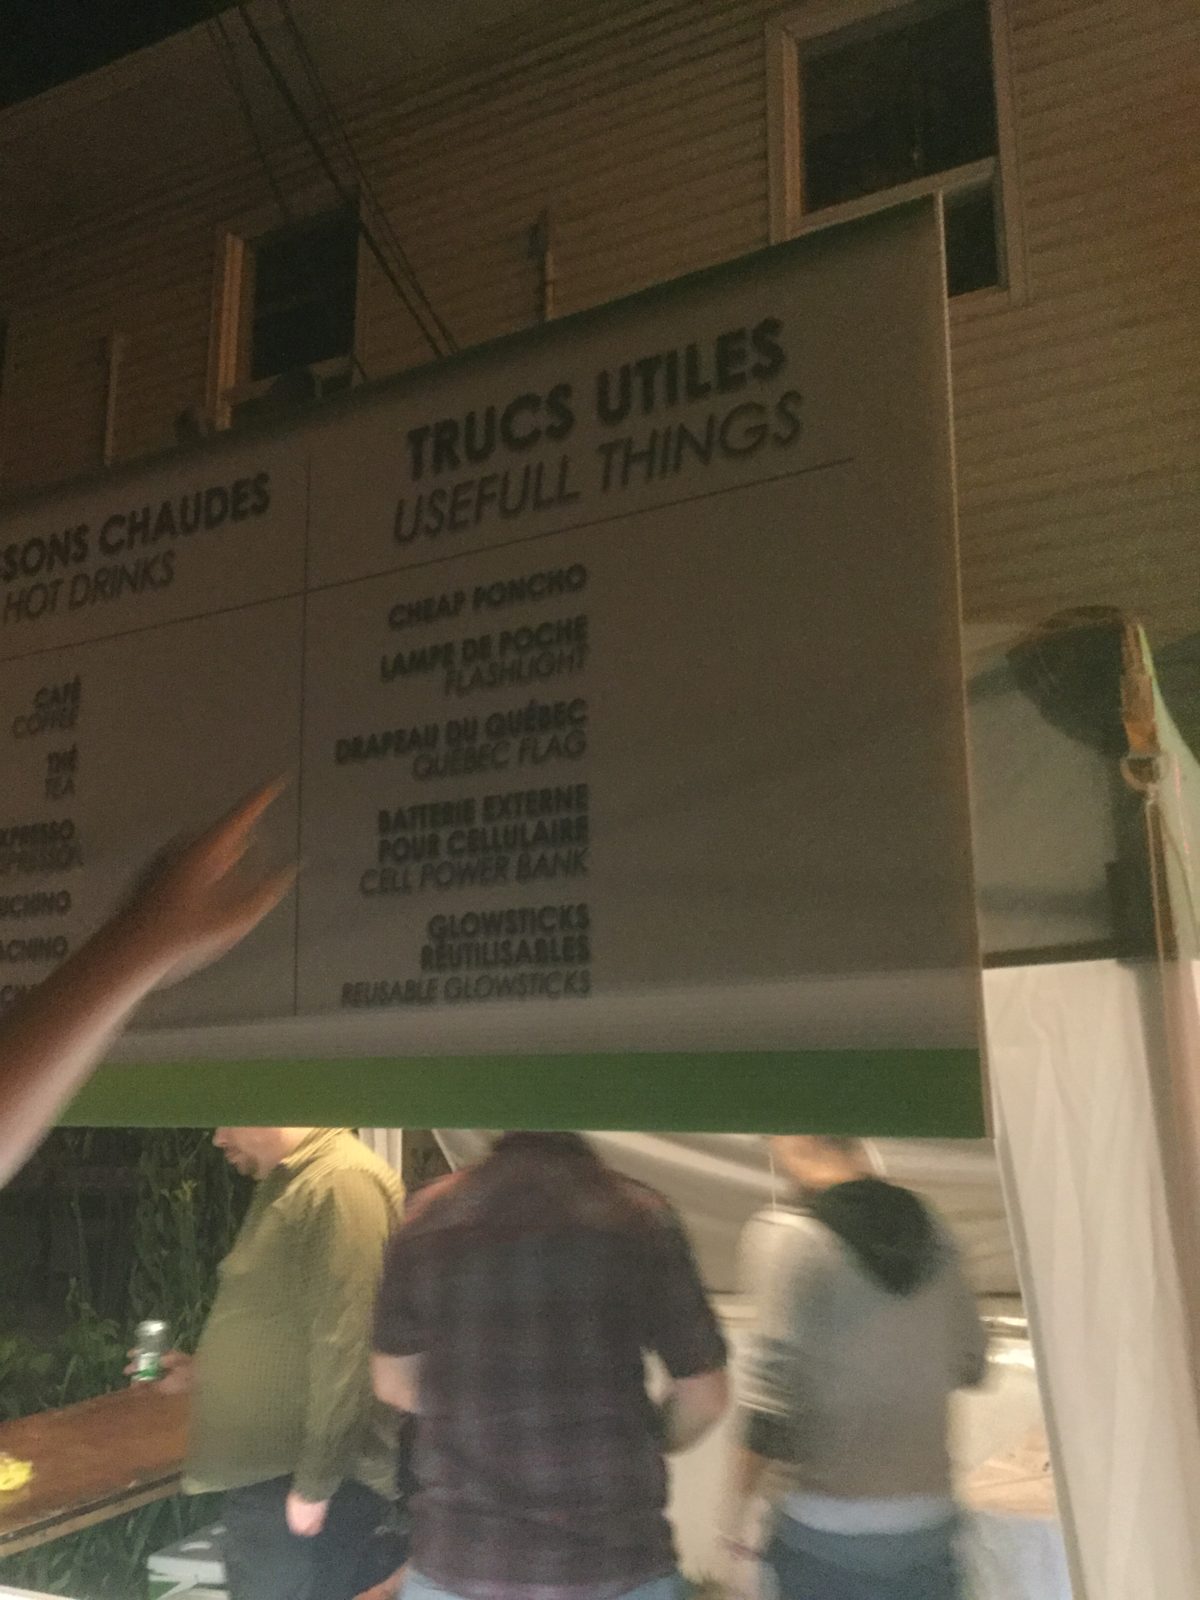 SSONS CHAUDES
HOT DRINKS
CAFÉ
COFFEE
THÉ
TEA
TRUCS UTILES
USEFULL THINGS
CHEAP PONCHO
LAMPE DE POCHE
FLASHLIGHT
DRAPEAU DU QUÉBEC
QUÉBEC FLAG
BATTERIE EXTERNE
POUR CELLULAIRE
CELL POWER BANK
GLOWSTICKS
RÉUTILISABLES
REUSABLE GLOWSTICKS